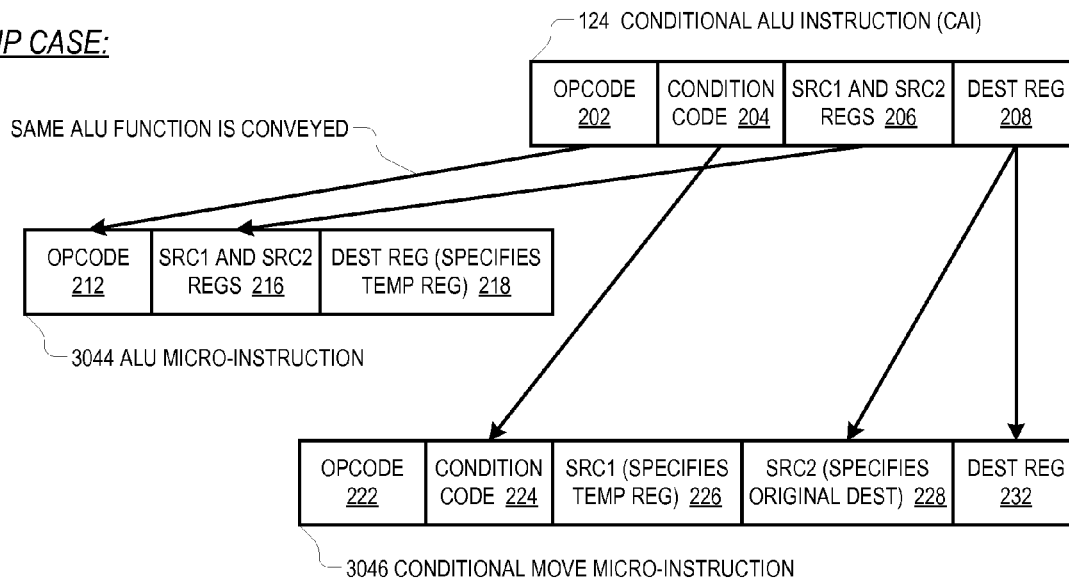 124 CONDITIONAL ALU INSTRUCTION (CAI)
CASE:
OPCODE
202
CONDITION
CODE 204
SRC1 AND SRC2
REGS 206
DEST REG
208
SAME ALU FUNCTION IS CONVEYED
OPCODE
212
SRC1 AND SRC2
REGS 216
DEST REG (SPECIFIES
TEMP REG) 218
3044 ALU MICRO-INSTRUCTION
OPCODE
222
CONDITION
CODE 224
SRC1 (SPECIFIES
TEMP REG) 226
SRC2 (SPECIFIES
ORIGINAL DEST) 228
DEST REG
232
3046 CONDITIONAL MOVE MICRO-INSTRUCTION